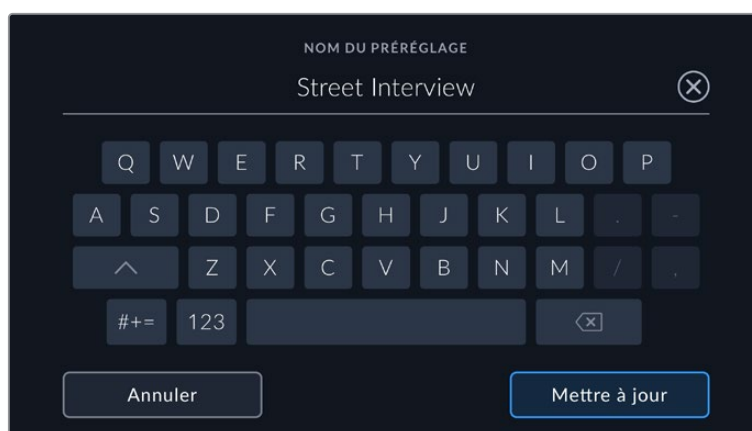 NOM DU PRÉRÉGLAGE
Street Interview
Q W E R T Y U I O P
A S D F G H J K L . -
Z X C V B N M / ,
#+= 123
Annuler Mettre à jour